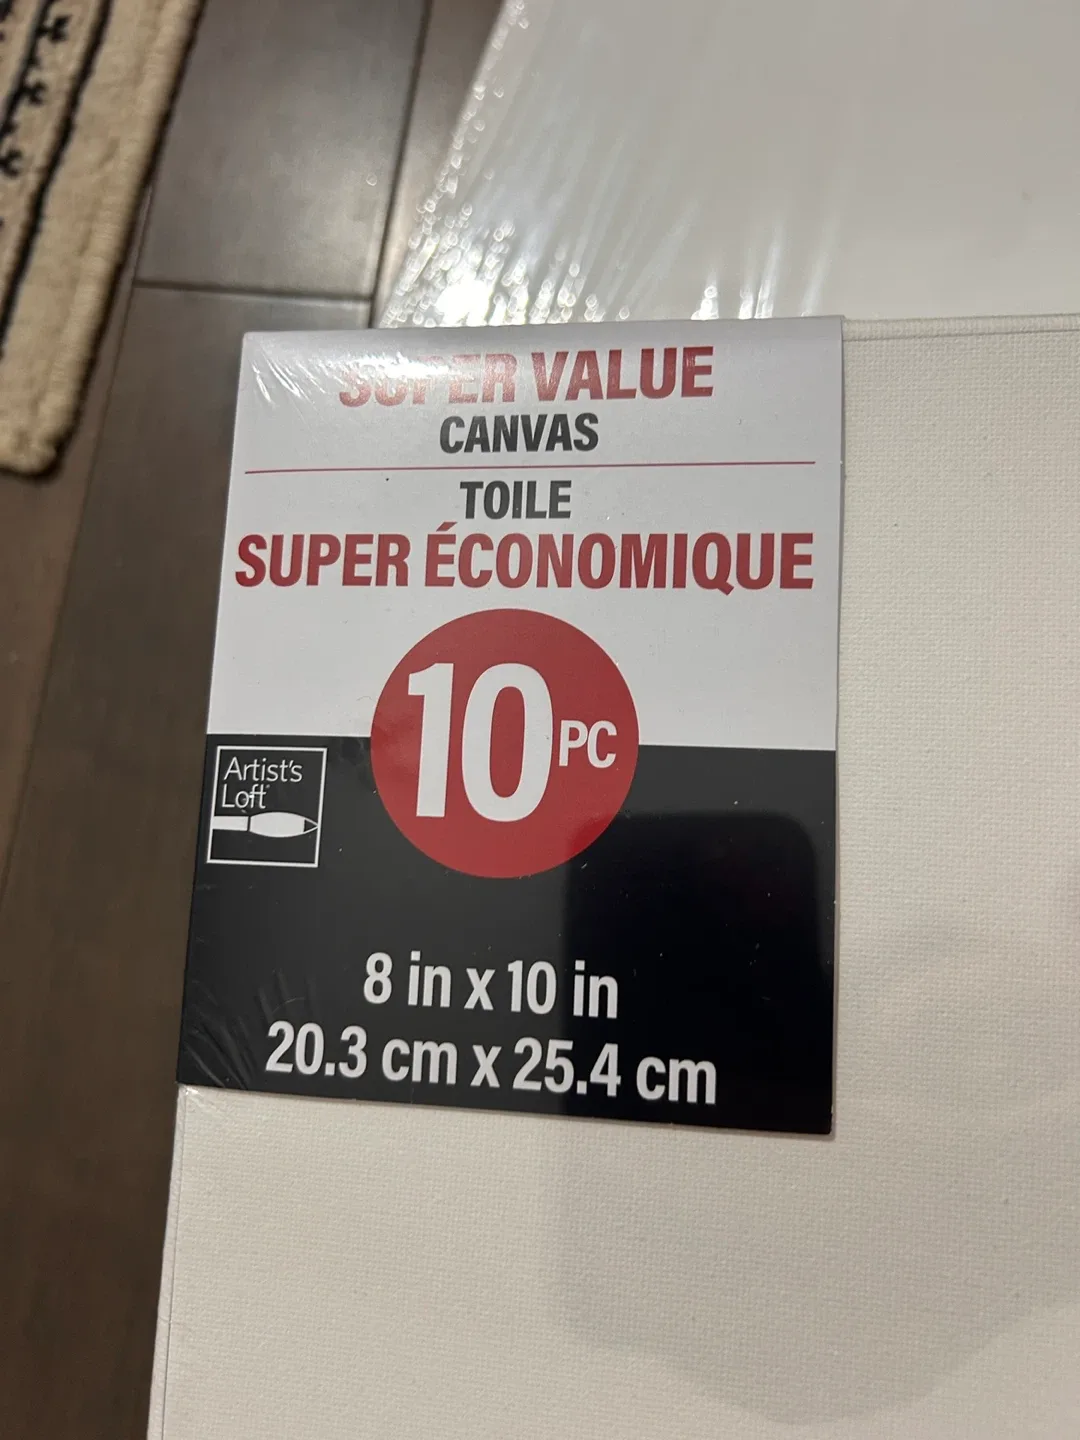 SUPER VALUE
CANVAS
TOILE
SUPER ÉCONOMIQUE
10 PC
Artist's
Loft
8 in x 10 in
20.3 cm x 25.4 cm